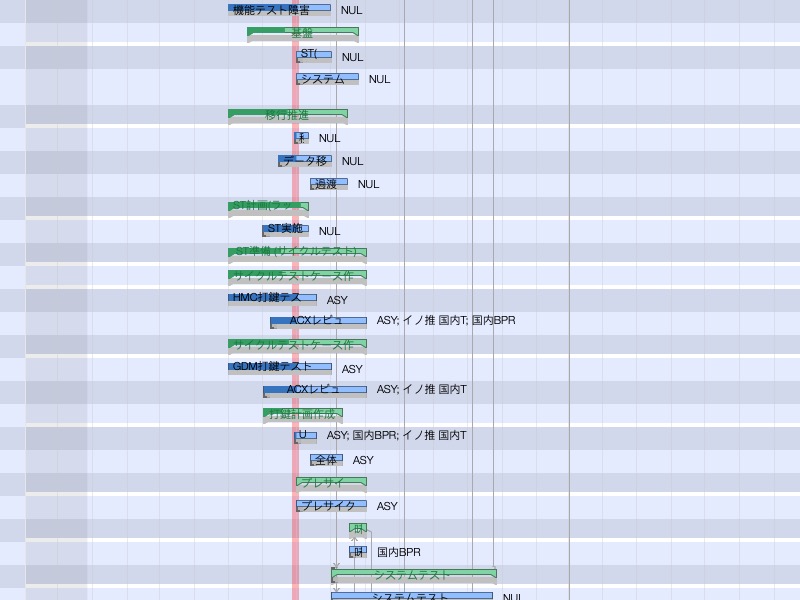 機能テスト障害 NUL
基盤
ST( NUL
システム NUL
移行推進
NUL
データ移 NUL
過渡 NUL
ST計画(ラッ
ST実施 NUL
ST準備 (サイクルテスト)
サイクルテストケース作
HMC打鍵テス ASY
ACXレビュ ASY; イノ推 国内T; 国内BPR
サイクルテストケース作
GDM打鍵テスト ASY
ACXレビュ ASY; イノ推 国内T
打鍵計画作成
U ASY; 国内BPR; イノ推 国内T
全体 ASY
プレサイ
プレサイク ASY
国内BPR
システムテスト
システムテスト NUL